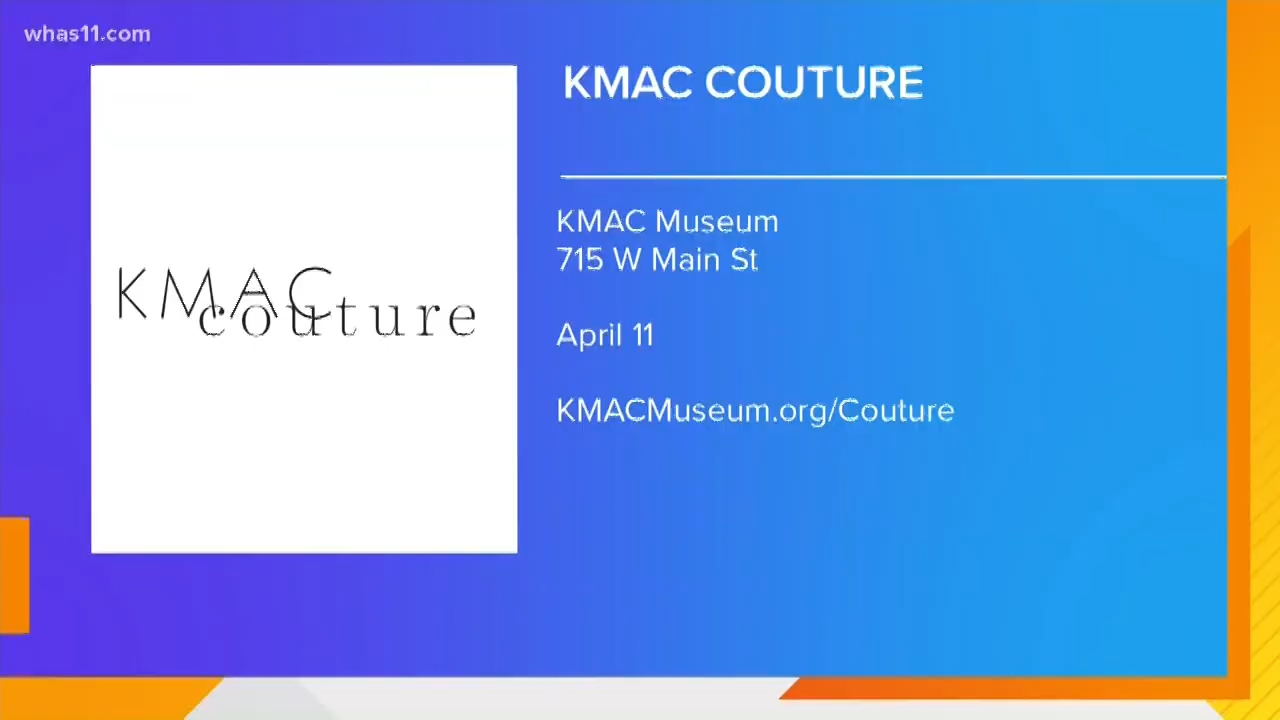 whas11.com
KMAC COUTURE
KMAC
couture
KMAC Museum
715 W Main St
April 11
KMACMuseum.org/Couture